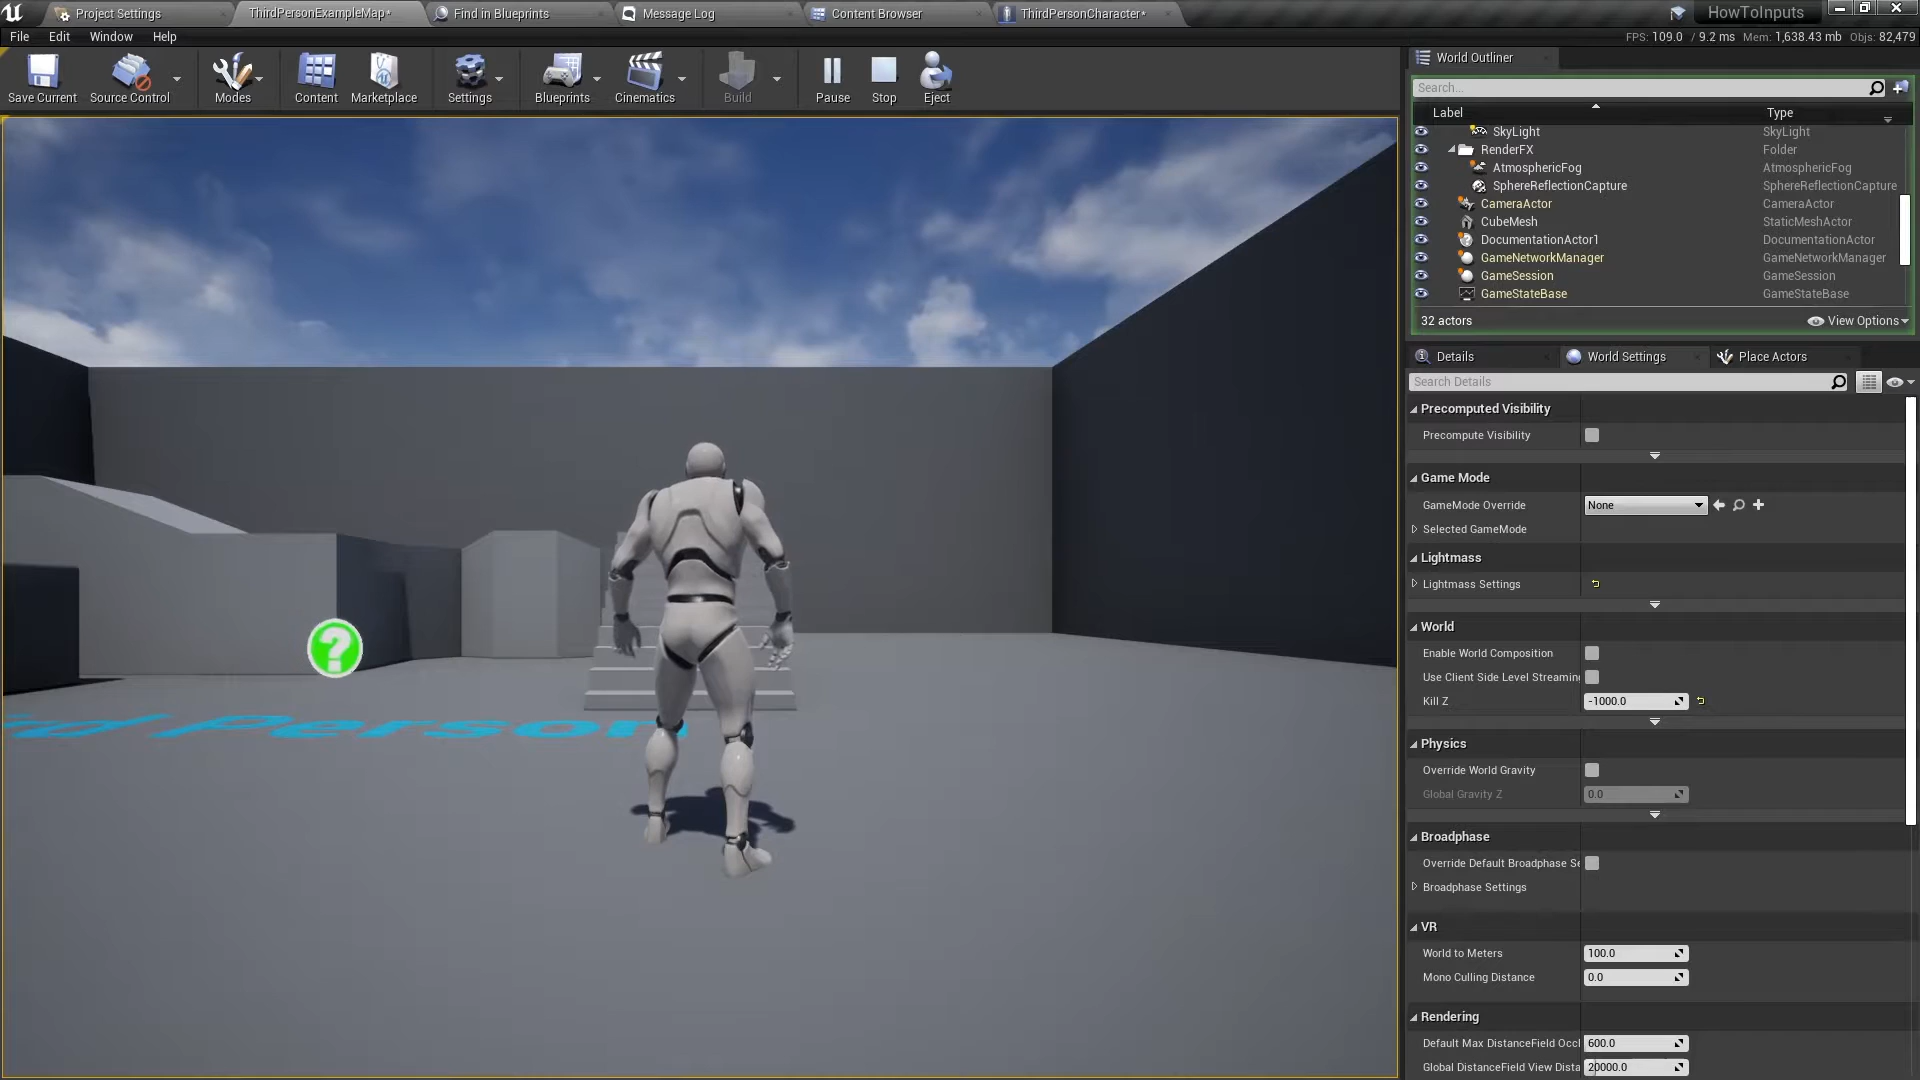 Project Settings
ThirdPersonExampleMap*
Find in Blueprints
Message Log
Content Browser
ThirdPersonCharacter*
HowToInputs
File Edit Window Help
FPS: 109.0 / 9.2 ms Mem: 1,638.43 mb Objs: 82,479
Save Current
Source Control
Modes
Content
Marketplace
Settings
Blueprints
Cinematics
Build
Pause
Stop
Eject
World Outliner
Search...
Label Type
SkyLight SkyLight
RenderFX Folder
AtmosphericFog AtmosphericFog
SphereReflectionCapture SphereReflectionCapture
CameraActor CameraActor
CubeMesh StaticMeshActor
DocumentationActor1 DocumentationActor
GameNetworkManager GameNetworkManager
GameSession GameSession
GameStateBase GameStateBase
32 actors View Options
Details World Settings Place Actors
Search Details
Precomputed Visibility
Precompute Visibility
Game Mode
GameMode Override None
Selected GameMode
Lightmass
Lightmass Settings
World
Enable World Composition
Use Client Side Level Streaming
Kill Z -1000.0
Physics
Override World Gravity
Global Gravity Z 0.0
Broadphase
Override Default Broadphase Se
Broadphase Settings
VR
World to Meters 100.0
Mono Culling Distance 0.0
Rendering
Default Max DistanceField Occl 600.0
Global DistanceField View Dista 20000.0
?
d Person